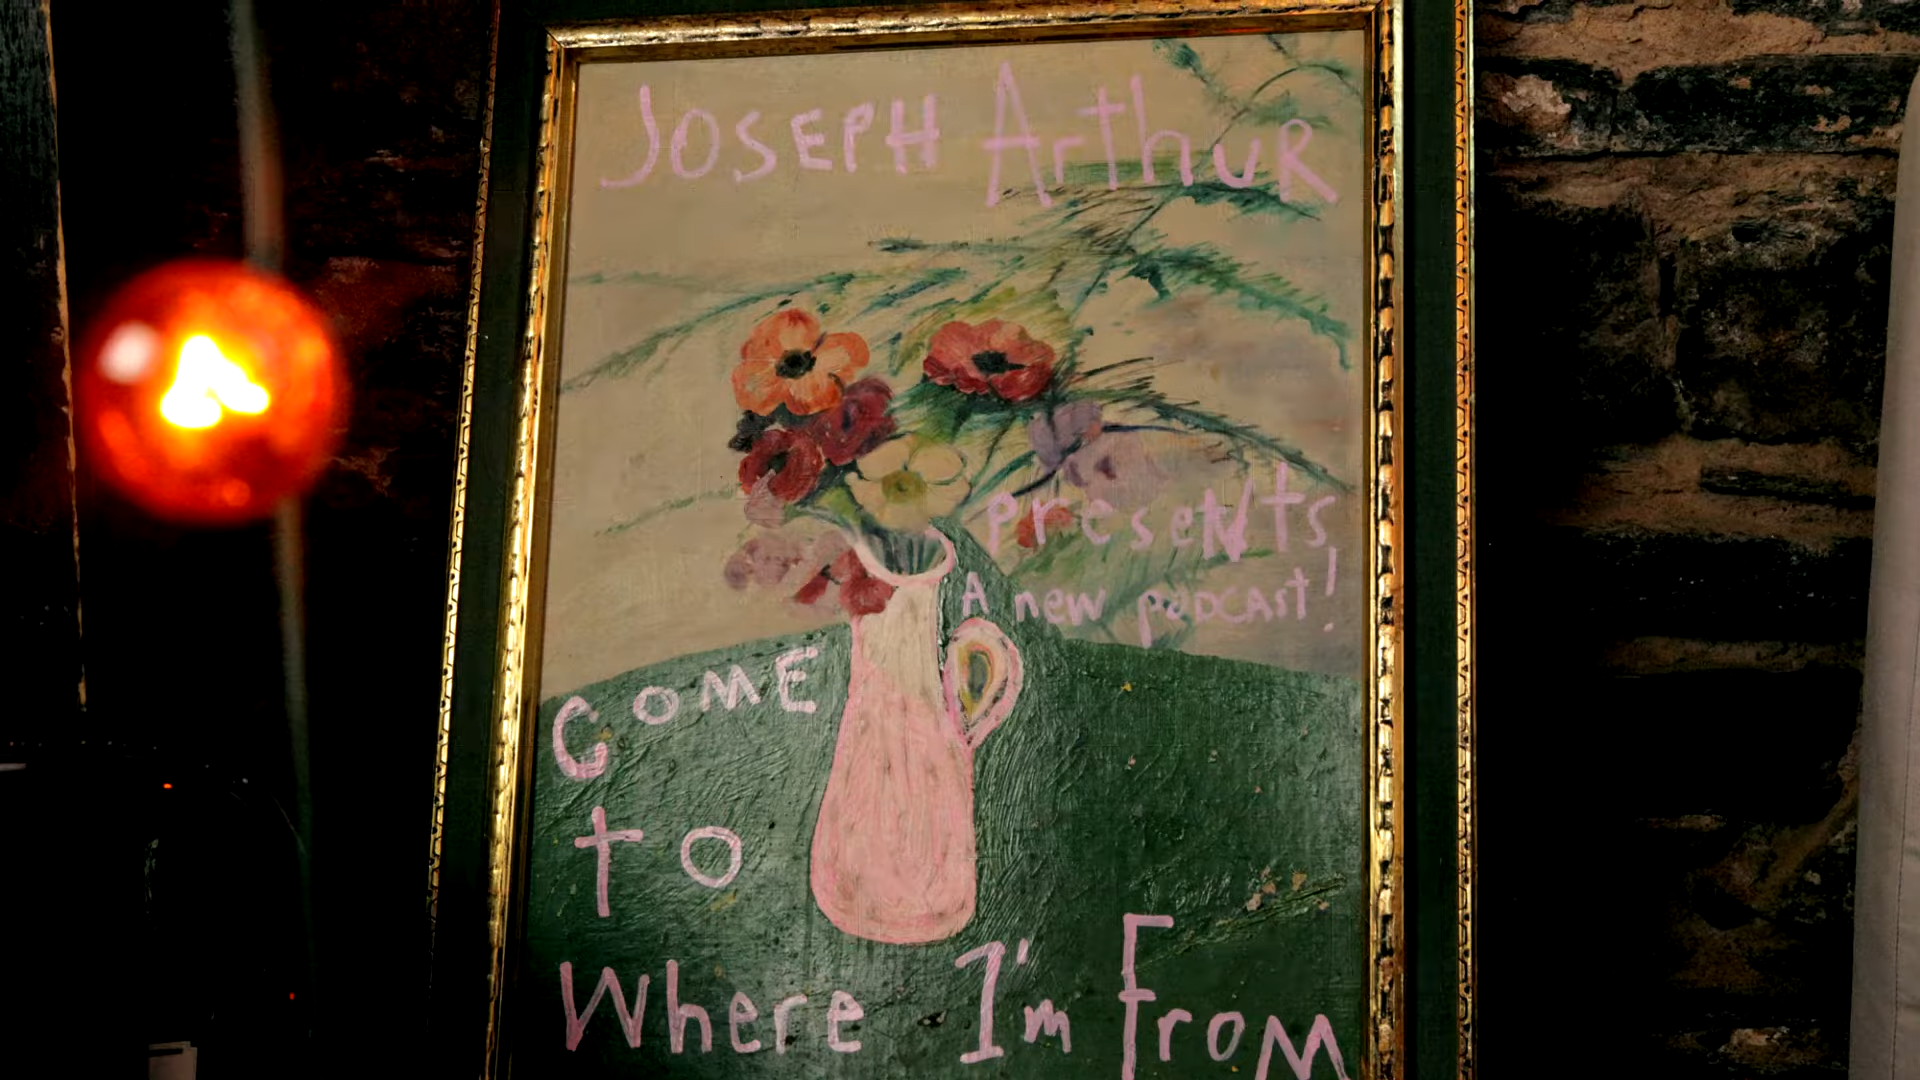 JOSEPH ArthuR
PreseNts
A new podcast!
COME
to
Where I'm From